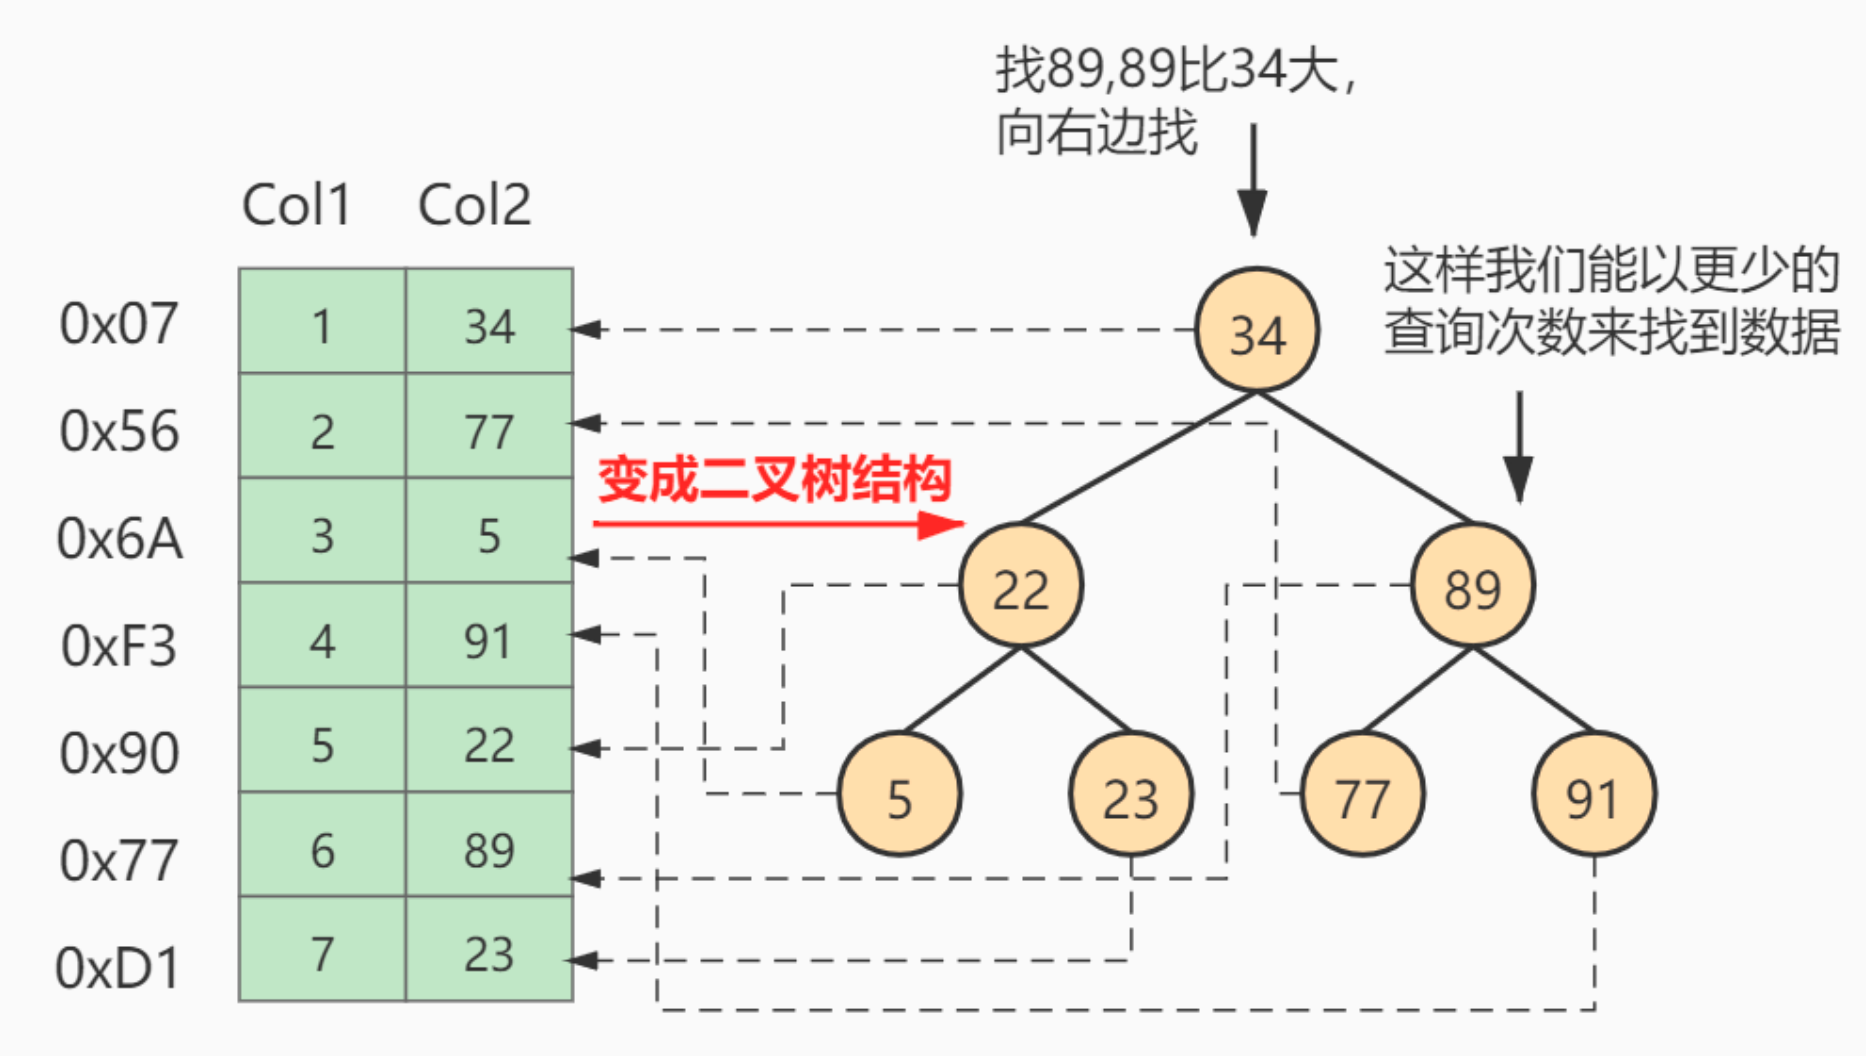 找89,89比34大，
向右边找
Col1 Col2
这样我们能以更少的
查询次数来找到数据
0x07 1 34 34
0x56 2 77
变成二叉树结构
0x6A 3 5
22 89
0xF3 4 91
0x90 5 22
5 23 77 91
0x77 6 89
0xD1 7 23